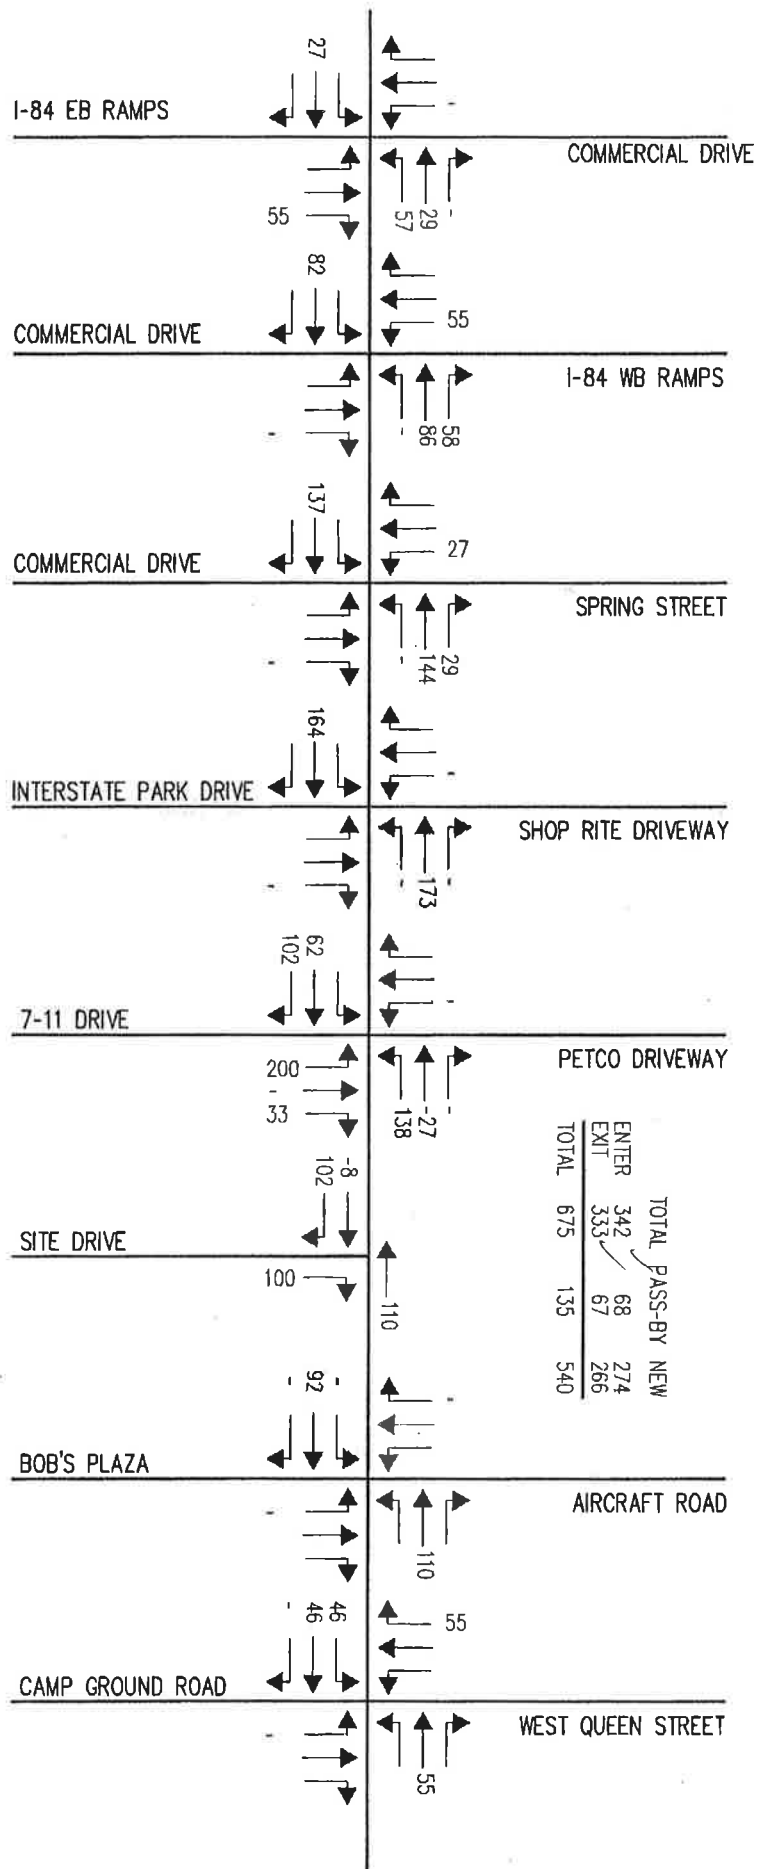 27
I-84 EB RAMPS
-
COMMERCIAL DRIVE
55
57
29
-
82
COMMERCIAL DRIVE
55
I-84 WB RAMPS
-
-
86
58
137
COMMERCIAL DRIVE
27
SPRING STREET
-
-
144
29
164
INTERSTATE PARK DRIVE
-
SHOP RITE DRIVEWAY
-
-
173
-
102
62
7-11 DRIVE
-
PETCO DRIVEWAY
200
-
33
138
-27
-
TOTAL PASS-BY NEW
ENTER 342 68 274
EXIT 333 67 266
TOTAL 675 135 540
102
-8
SITE DRIVE
100
110
-
92
-
-
BOB'S PLAZA
AIRCRAFT ROAD
-
110
-
46
46
55
CAMP GROUND ROAD
WEST QUEEN STREET
-
55